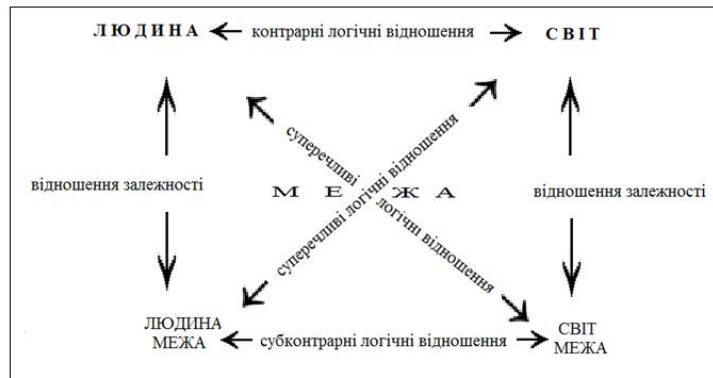 ЛЮДИНА контрарні логічні відношення СВІТ
суперечливі логічні відношення
суперечливі логічні відношення
відношення залежності МЕЖА відношення залежності
ЛЮДИНА
МЕЖА
субконтрарні логічні відношення
СВІТ
МЕЖА